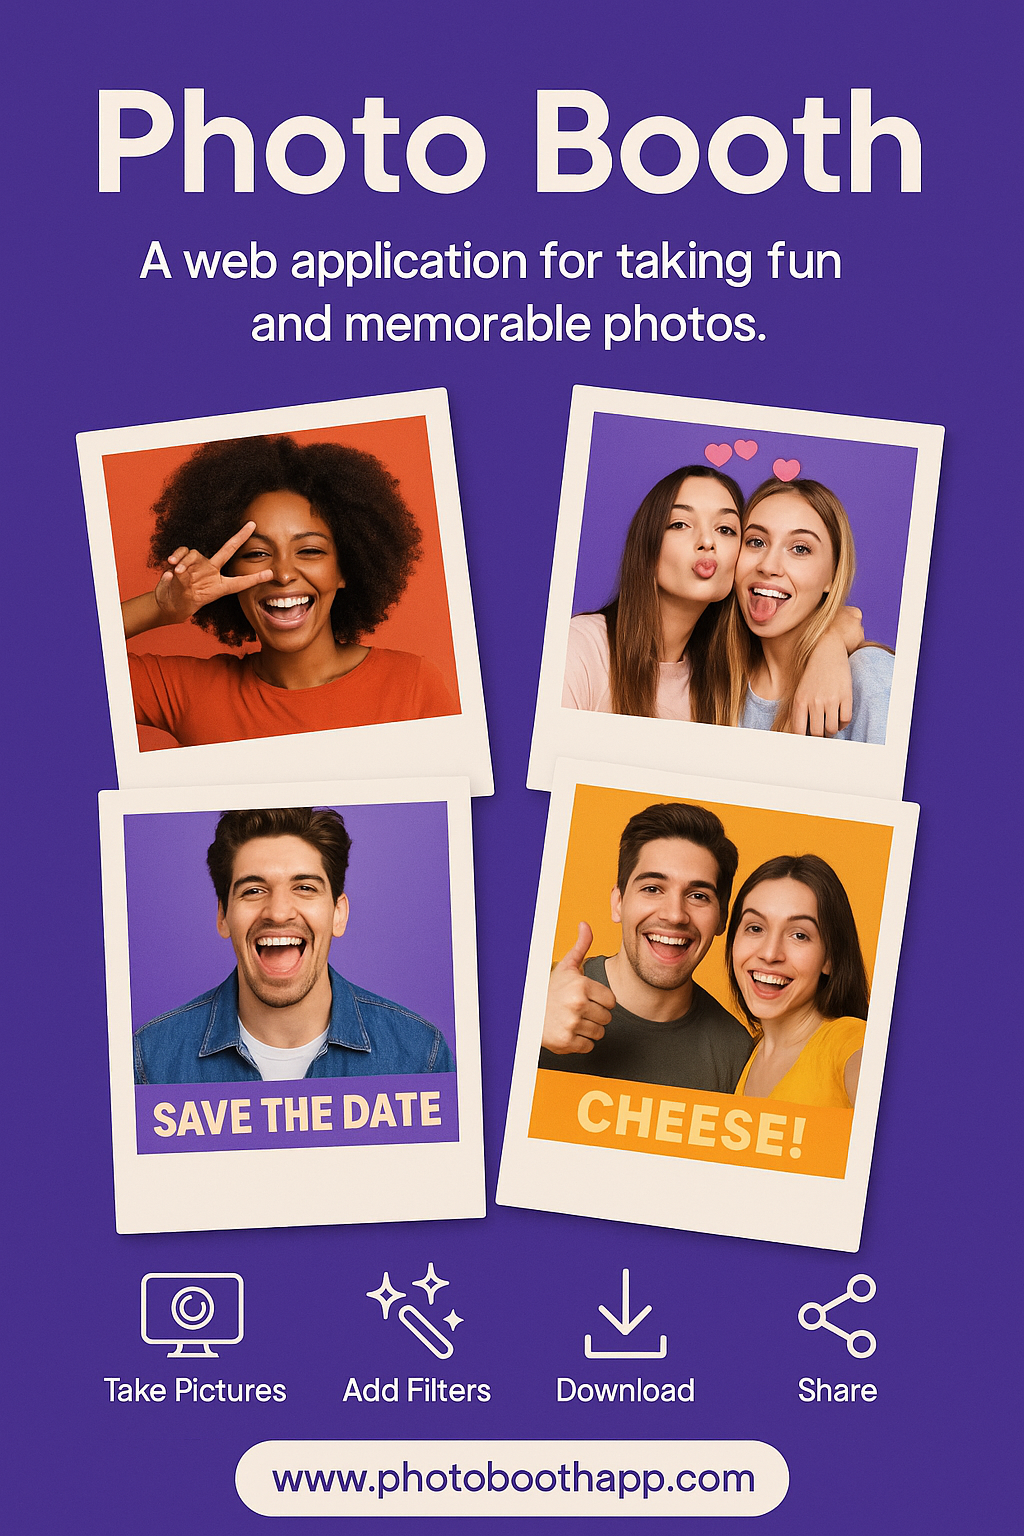 Photo Booth
A web application for taking fun
and memorable photos.
SAVE THE DATE
CHEESE!
Take Pictures
Add Filters
Download
Share
www.photoboothapp.com